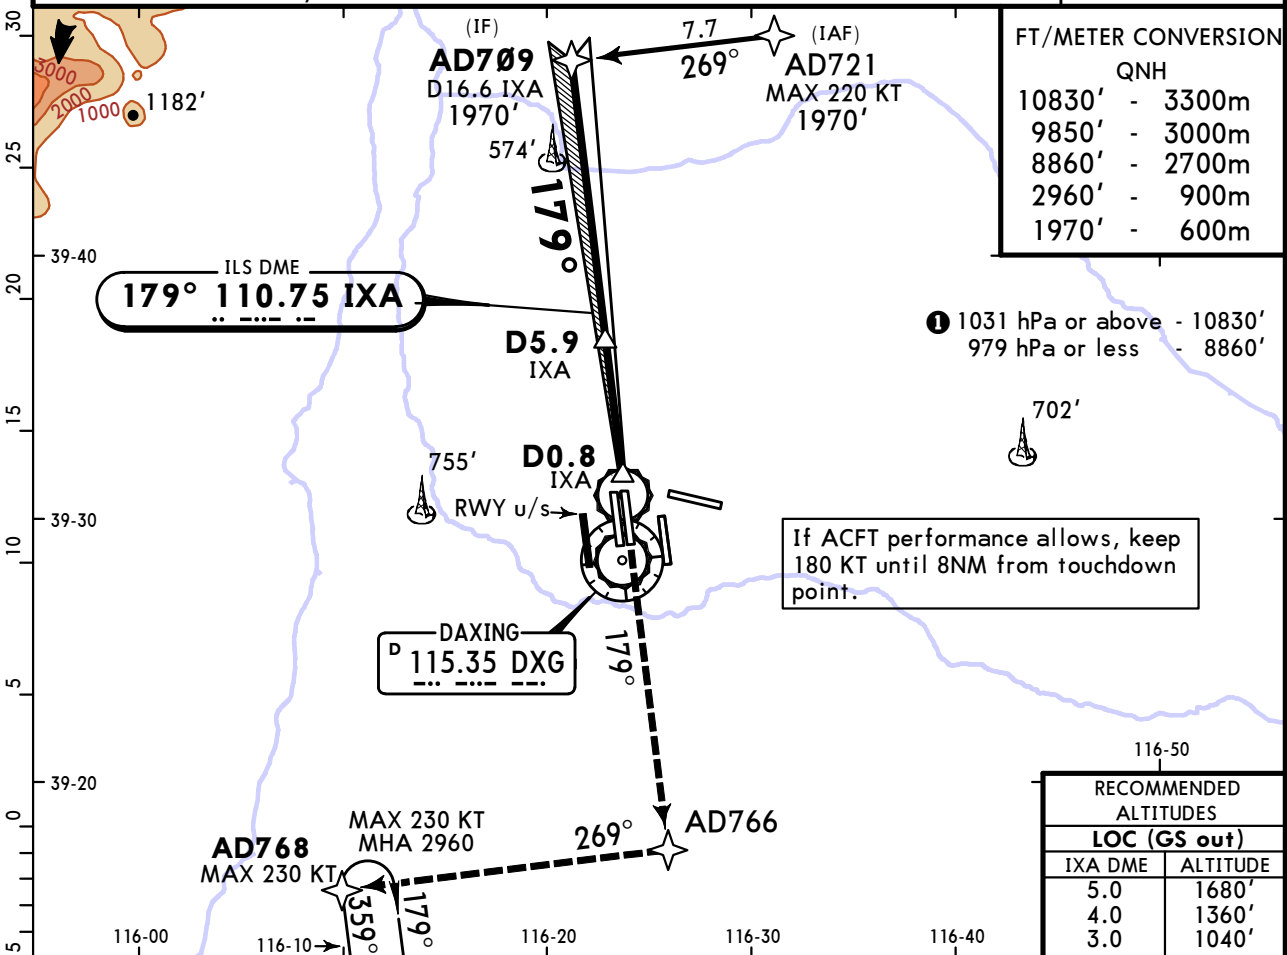 30
3000
2000
1000
1182'
(IF)
AD7Ø9
D16.6 IXA
1970'
7.7
269°
(IAF)
AD721
MAX 220 KT
1970'
FT/METER CONVERSION
QNH
10830' - 3300m
9850' - 3000m
8860' - 2700m
2960' - 900m
1970' - 600m
574'
25
179°
39-40
20
ILS DME
179° 110.75 IXA
1 1031 hPa or above - 10830'
979 hPa or less - 8860'
D5.9
IXA
15
702'
755'
D0.8
IXA
RWY u/s
39-30
10
If ACFT performance allows, keep
180 KT until 8NM from touchdown
point.
DAXING
D 115.35 DXG
179°
5
116-50
39-20
0
RECOMMENDED
ALTITUDES
LOC (GS out)
IXA DME ALTITUDE
5.0 1680'
4.0 1360'
3.0 1040'
AD766
269°
MAX 230 KT
MHA 2960
AD768
MAX 230 KT
359°
179°
5
116-00
116-10
116-20
116-30
116-40